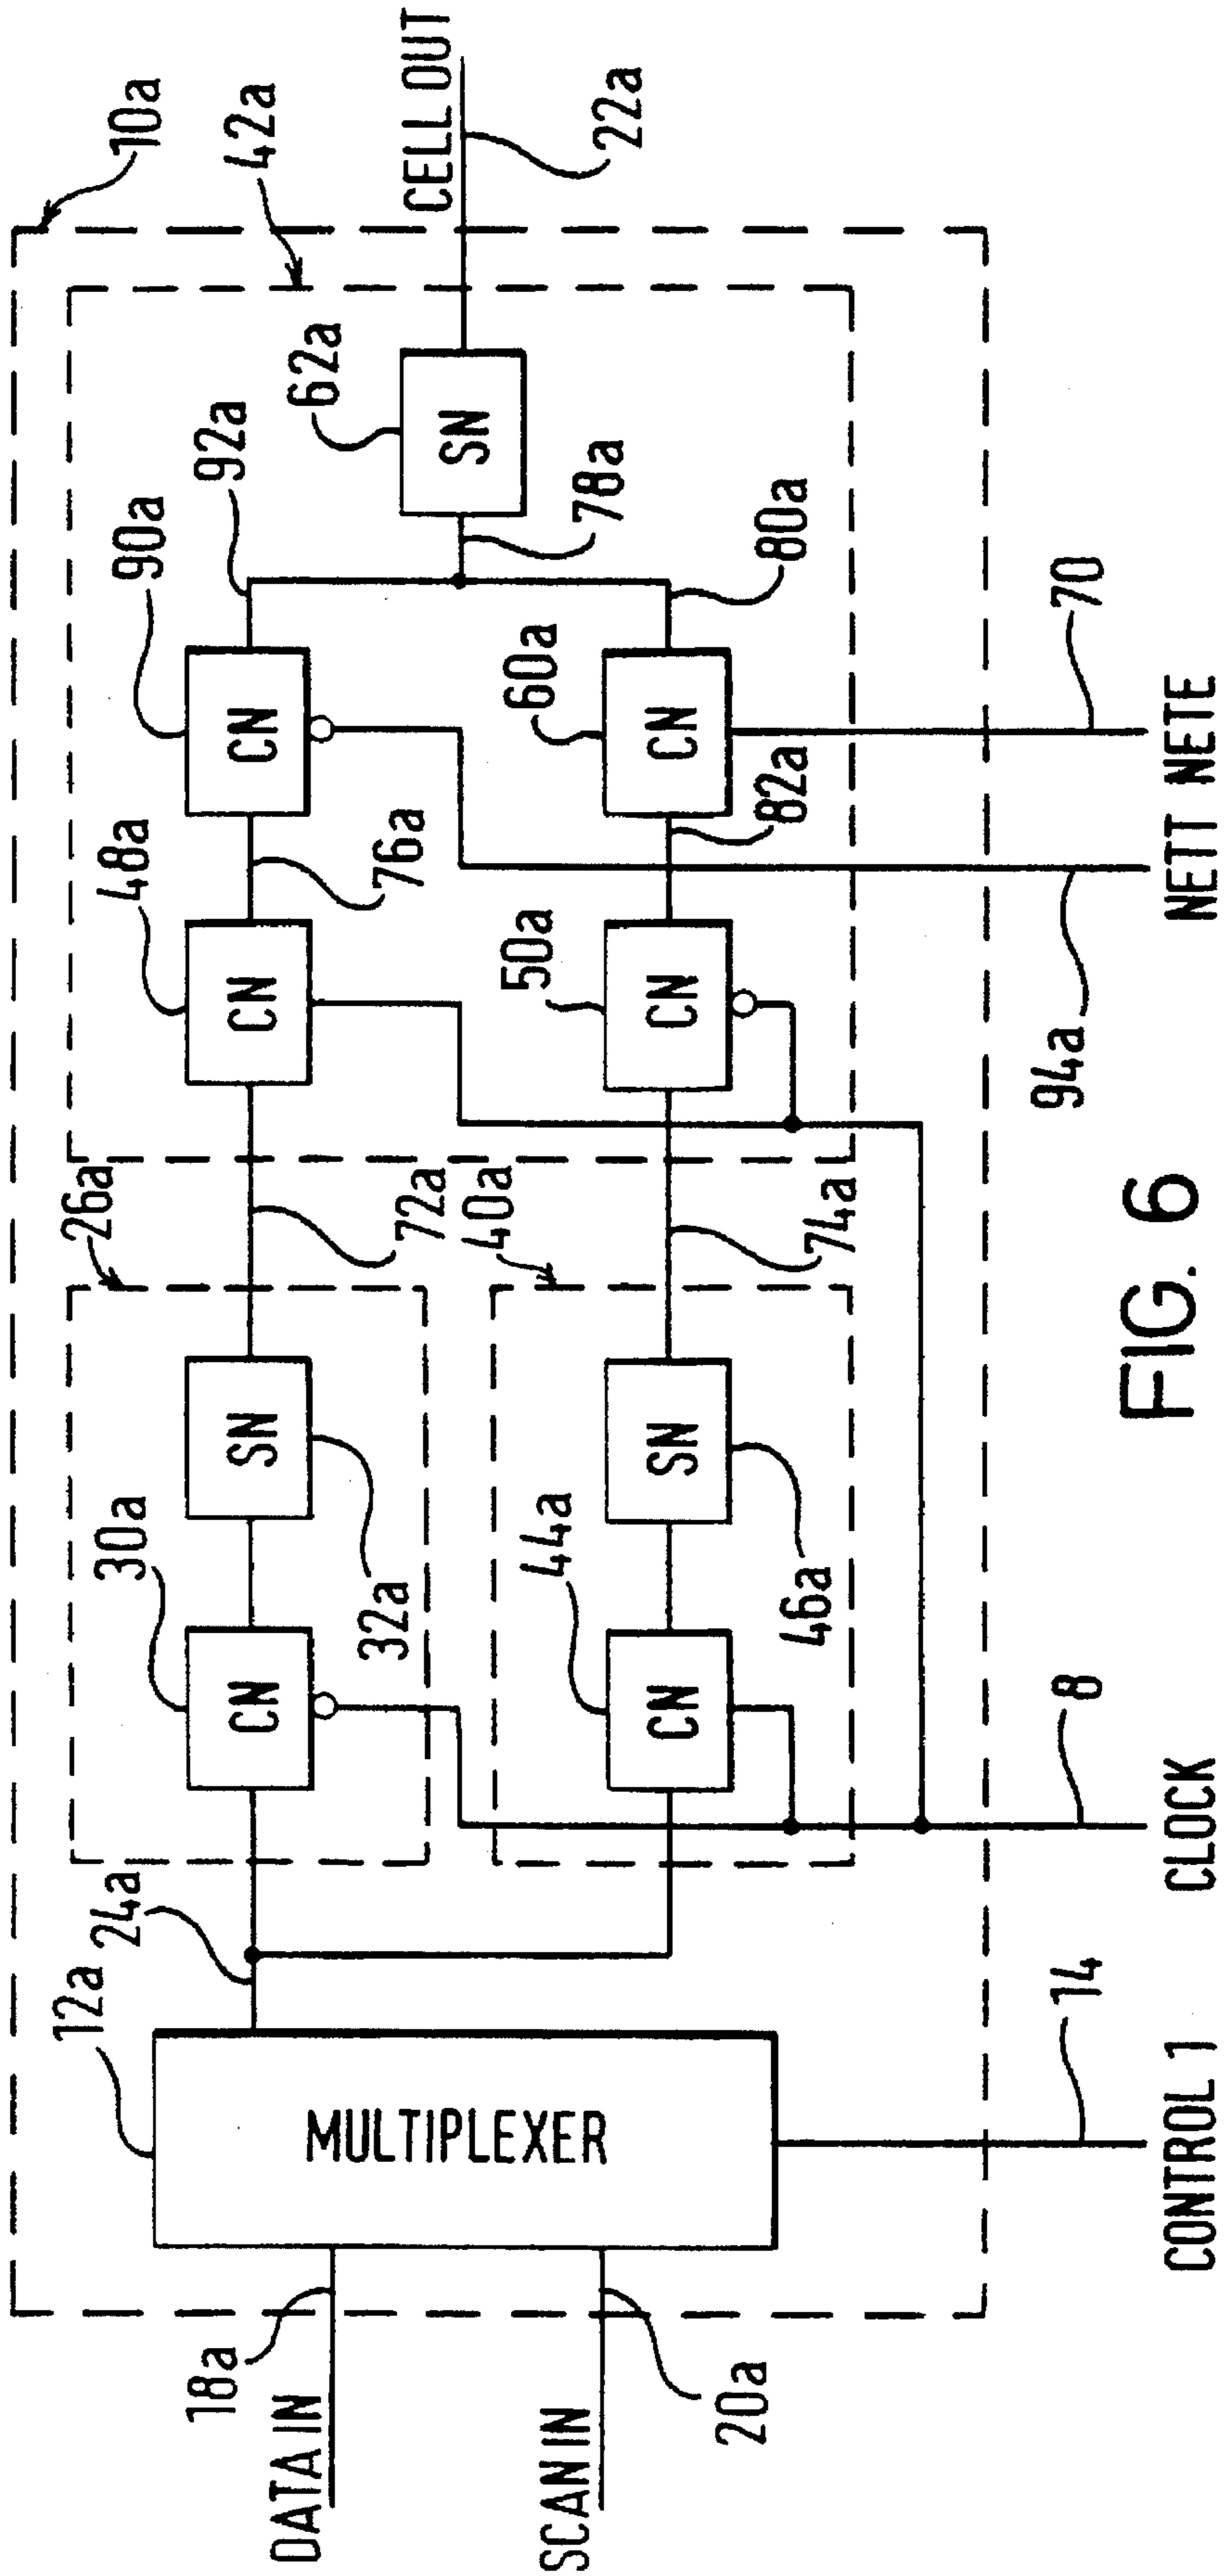 10a
42a
CELL OUT
22a
62a
SN
78a
92a
90a
CN
80a
60a
CN
82a
70
NETE
76a
48a
CN
50a
CN
NETT
94a
26a
72a
40a
74a
SN
32a
30a
CN
SN
46a
44a
CN
8
CLOCK
24a
12a
MULTIPLEXER
14
CONTROL 1
18a
DATA IN
SCAN IN
20a
FIG. 6